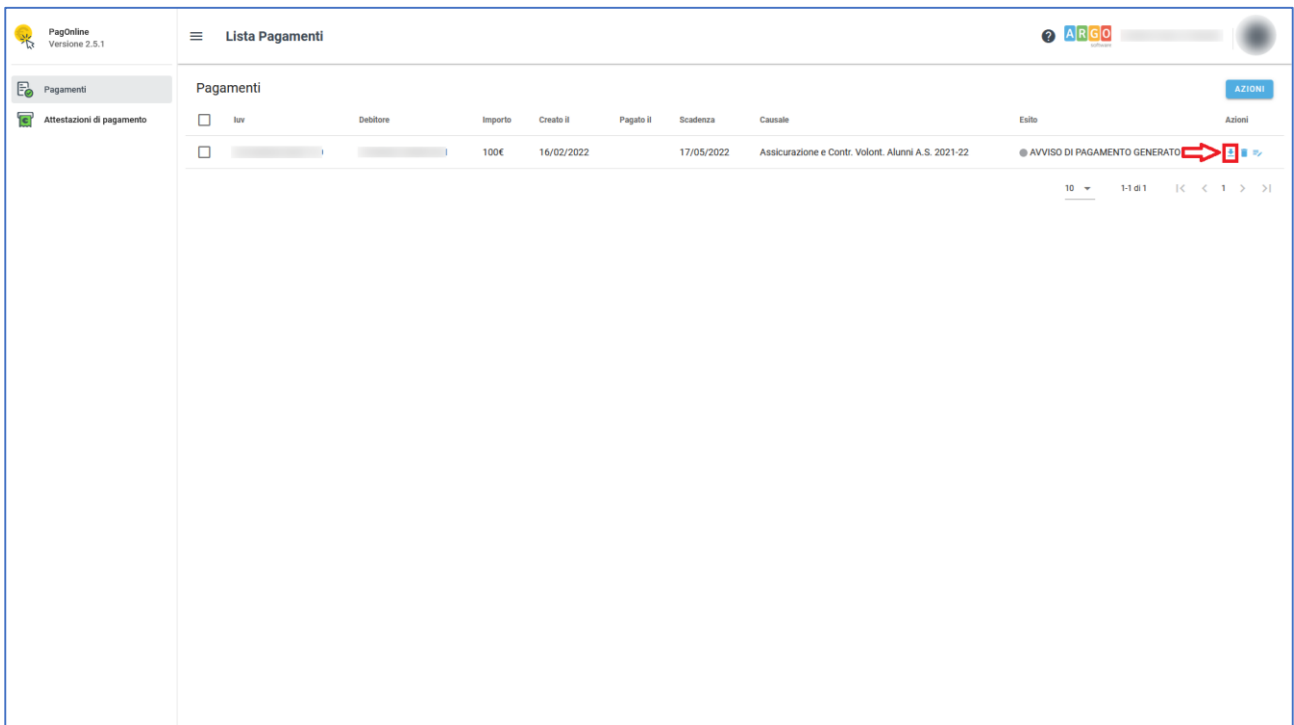 PagOnline
Versione 2.5.1
Lista Pagamenti
ARGO
software
Pagamenti
Attestazioni di pagamento
Pagamenti
AZIONI
Iuv Debitore Importo Creato il Pagato il Scadenza Causale Esito Azioni
100€ 16/02/2022 17/05/2022 Assicurazione e Contr. Volont. Alunni A.S. 2021-22 AVVISO DI PAGAMENTO GENERATO
10 1-1 di 1 1